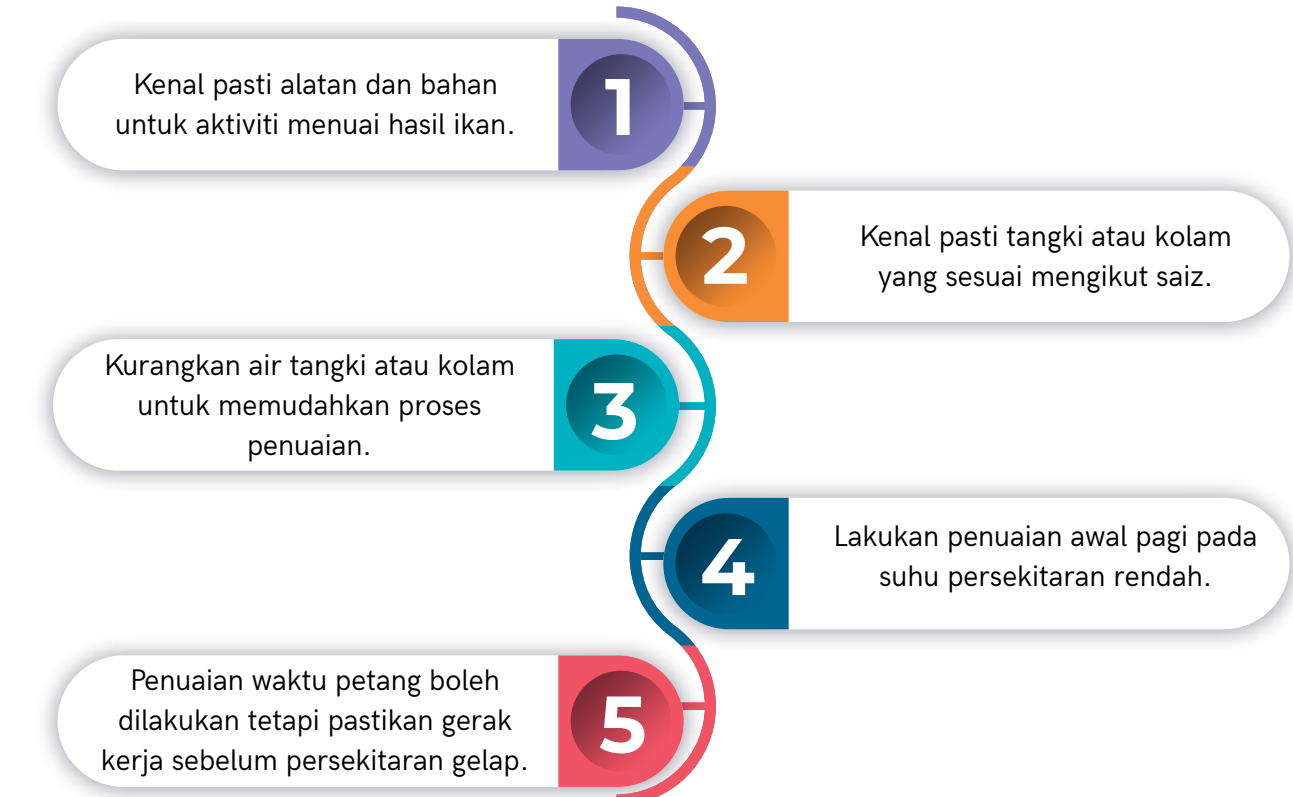 Kenal pasti alatan dan bahan
untuk aktiviti menuai hasil ikan.
1
2
Kenal pasti tangki atau kolam
yang sesuai mengikut saiz.
Kurangkan air tangki atau kolam
untuk memudahkan proses
penuaian.
3
4
Lakukan penuaian awal pagi pada
suhu persekitaran rendah.
Penuaian waktu petang boleh
dilakukan tetapi pastikan gerak
kerja sebelum persekitaran gelap.
5